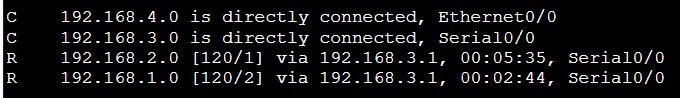 C    192.168.4.0 is directly connected, Ethernet0/0
C    192.168.3.0 is directly connected, Serial0/0
R    192.168.2.0 [120/1] via 192.168.3.1, 00:05:35, Serial0/0
R    192.168.1.0 [120/2] via 192.168.3.1, 00:02:44, Serial0/0